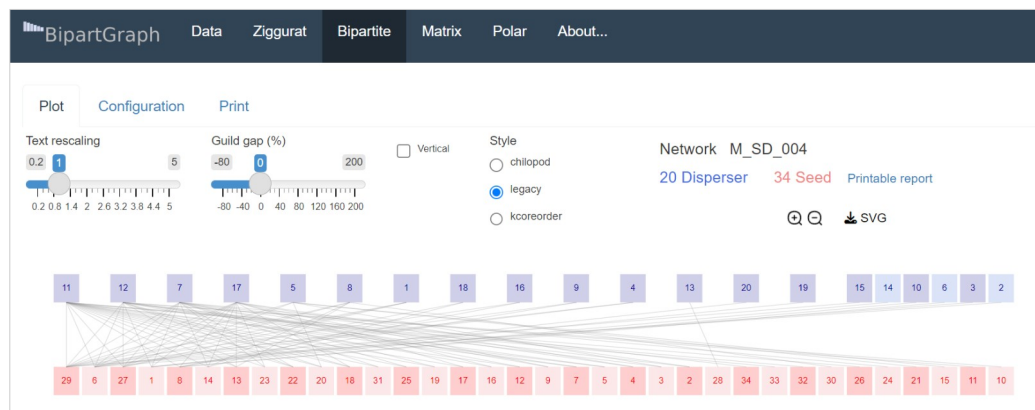 BipartGraph Data Ziggurat Bipartite Matrix Polar About...
Plot Configuration Print
Text rescaling Guild gap (%) Vertical Style Network M_SD_004
0.2 1 5 -80 0 200 chilopod
20 Disperser 34 Seed Printable report
legacy
0.2 0.8 1.4 2 2.6 3.2 3.8 4.4 5 -80 -40 0 40 80 120 160 200
kcoreorder SVG
11 12 7 17 5 8 1 18 16 9 4 13 20 19 15 14 10 6 3 2
29 6 27 1 8 14 13 23 22 20 18 31 25 19 17 16 12 9 7 5 4 3 2 28 34 33 32 30 26 24 21 15 11 10